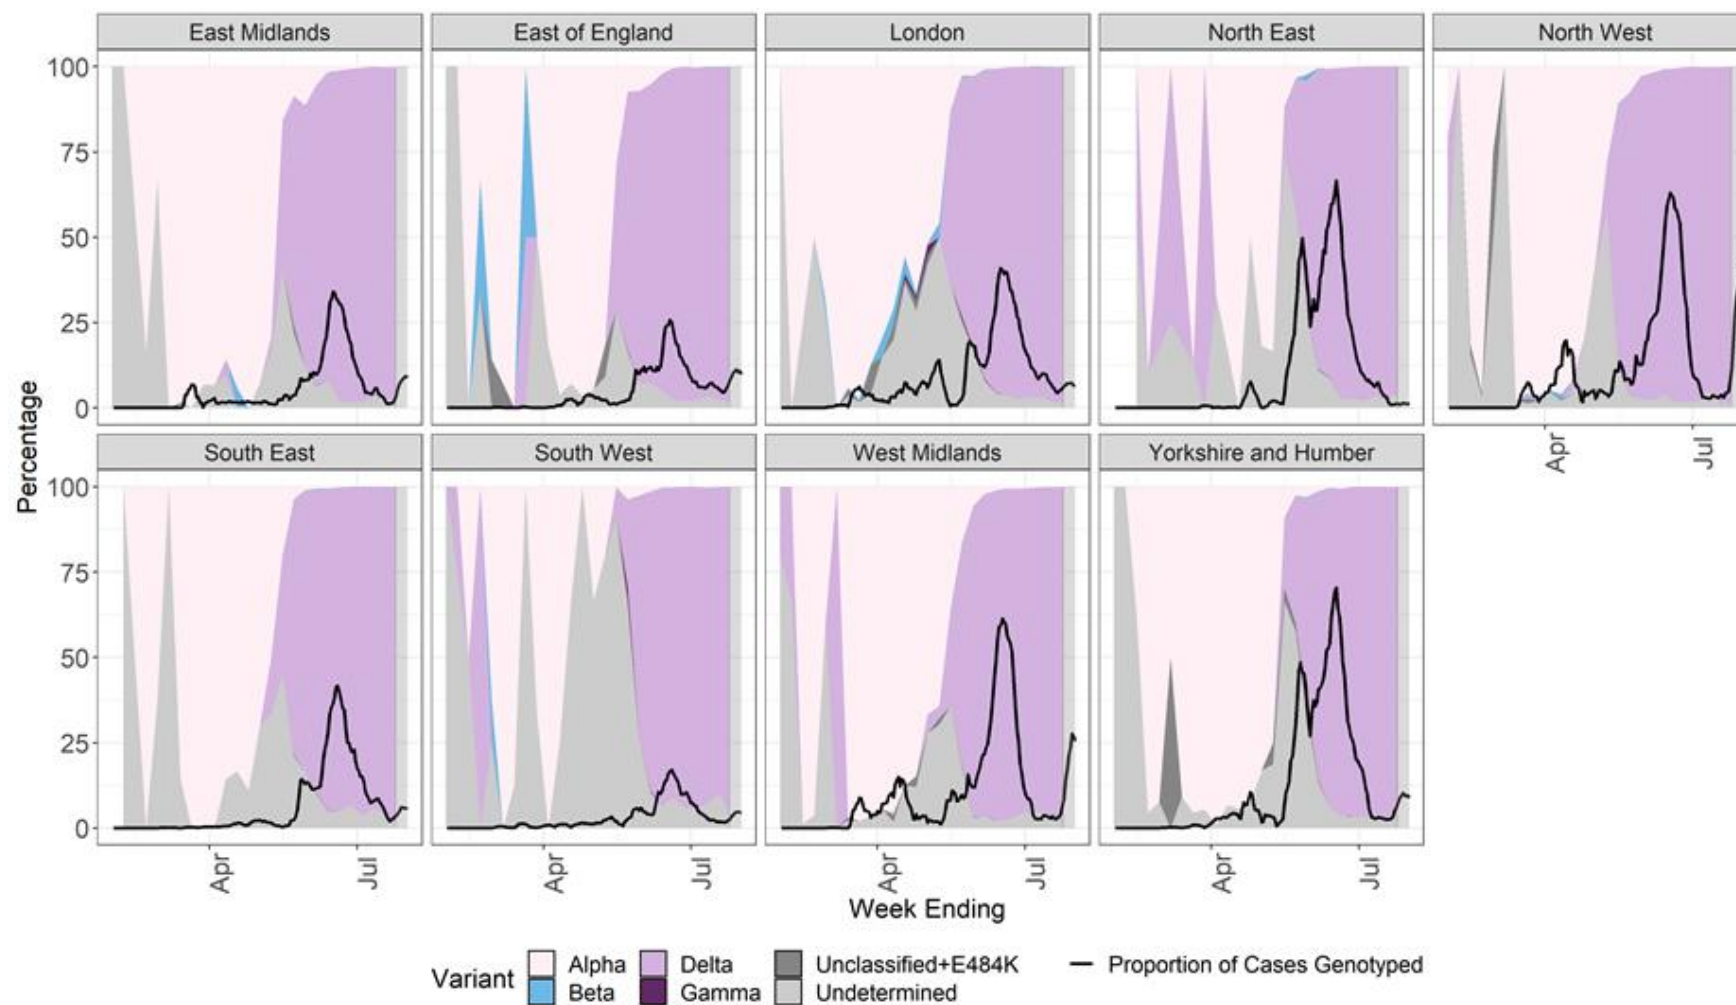 East Midlands
East of England
London
North East
North West
100
75
50
25
0
Apr
Jul
South East
South West
West Midlands
Yorkshire and Humber
100
75
50
25
0
Apr
Jul
Apr
Jul
Apr
Jul
Apr
Jul
Percentage
Week Ending
Variant
Alpha
Delta
Unclassified+E484K
Proportion of Cases Genotyped
Beta
Gamma
Undetermined